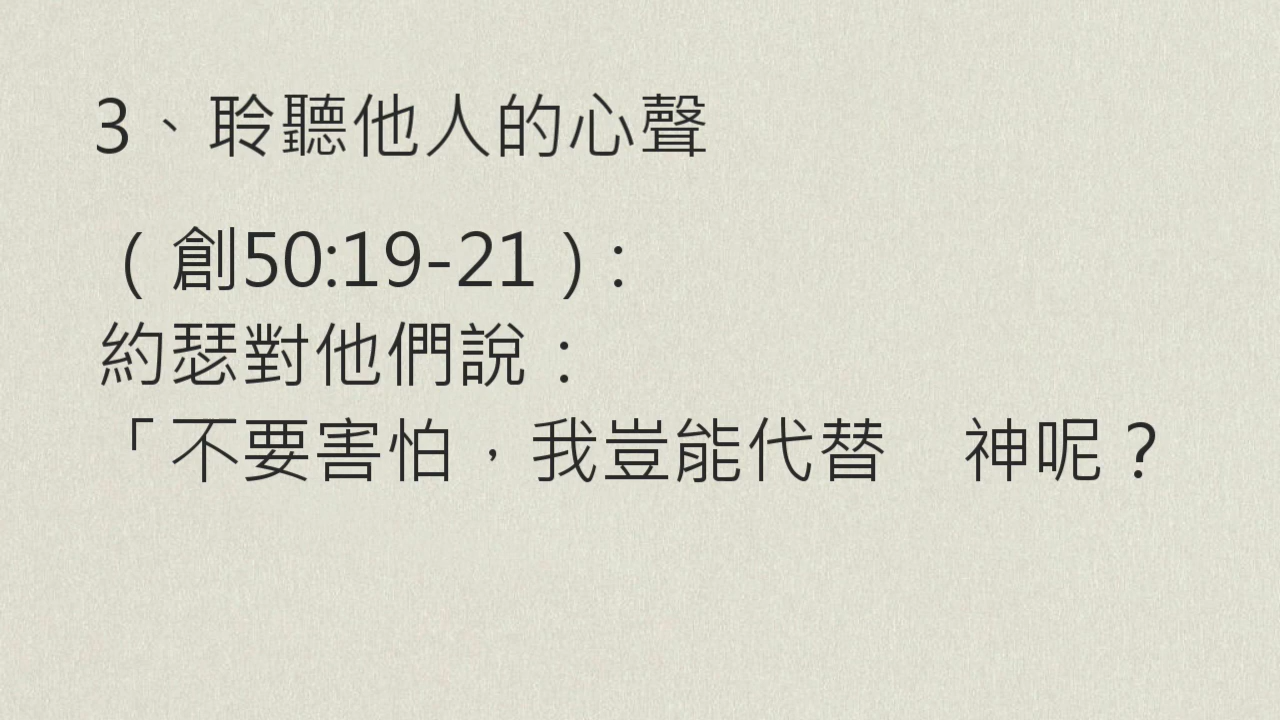 3、聆聽他人的心聲
（創50:19-21）:
約瑟對他們說：
「不要害怕，我豈能代替　神呢？